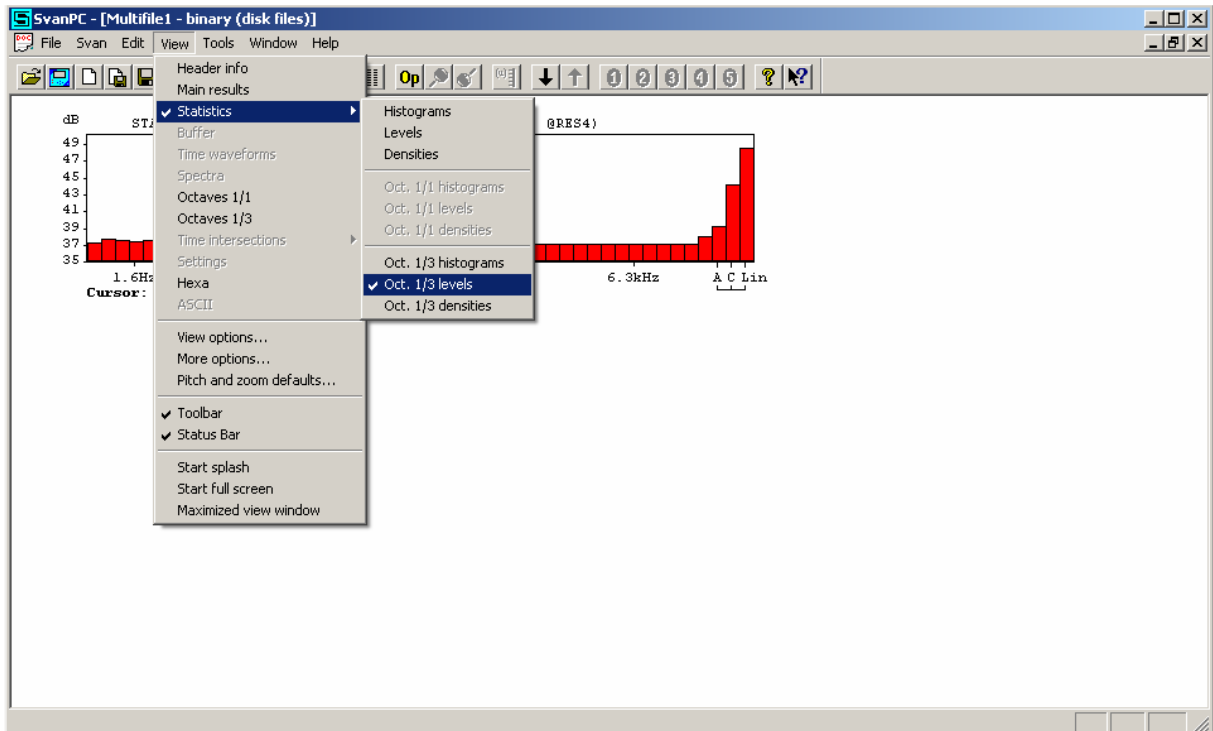 SvanPC - [Multifile1 - binary (disk files)]
File Svan Edit View Tools Window Help
Op
(e)
1 2 3 4 5
? ?
Header info
Main results
Statistics
Buffer
Time waveforms
Spectra
Octaves 1/1
Octaves 1/3
Time intersections
Settings
Hexa
ASCII
View options...
More options...
Pitch and zoom defaults...
Toolbar
Status Bar
Start splash
Start full screen
Maximized view window
Histograms
Levels
Densities
Oct. 1/1 histograms
Oct. 1/1 levels
Oct. 1/1 densities
Oct. 1/3 histograms
Oct. 1/3 levels
Oct. 1/3 densities
dB @RES4)
49
47
45
43
41
39
37
35
6.3kHz A C Lin
Cursor: